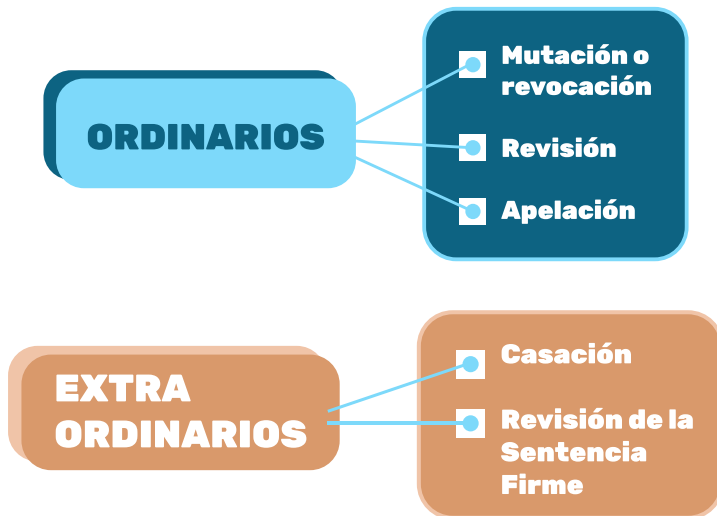 ORDINARIOS
Mutación o
revocación
Revisión
Apelación
EXTRA
ORDINARIOS
Casación
Revisión de la
Sentencia
Firme